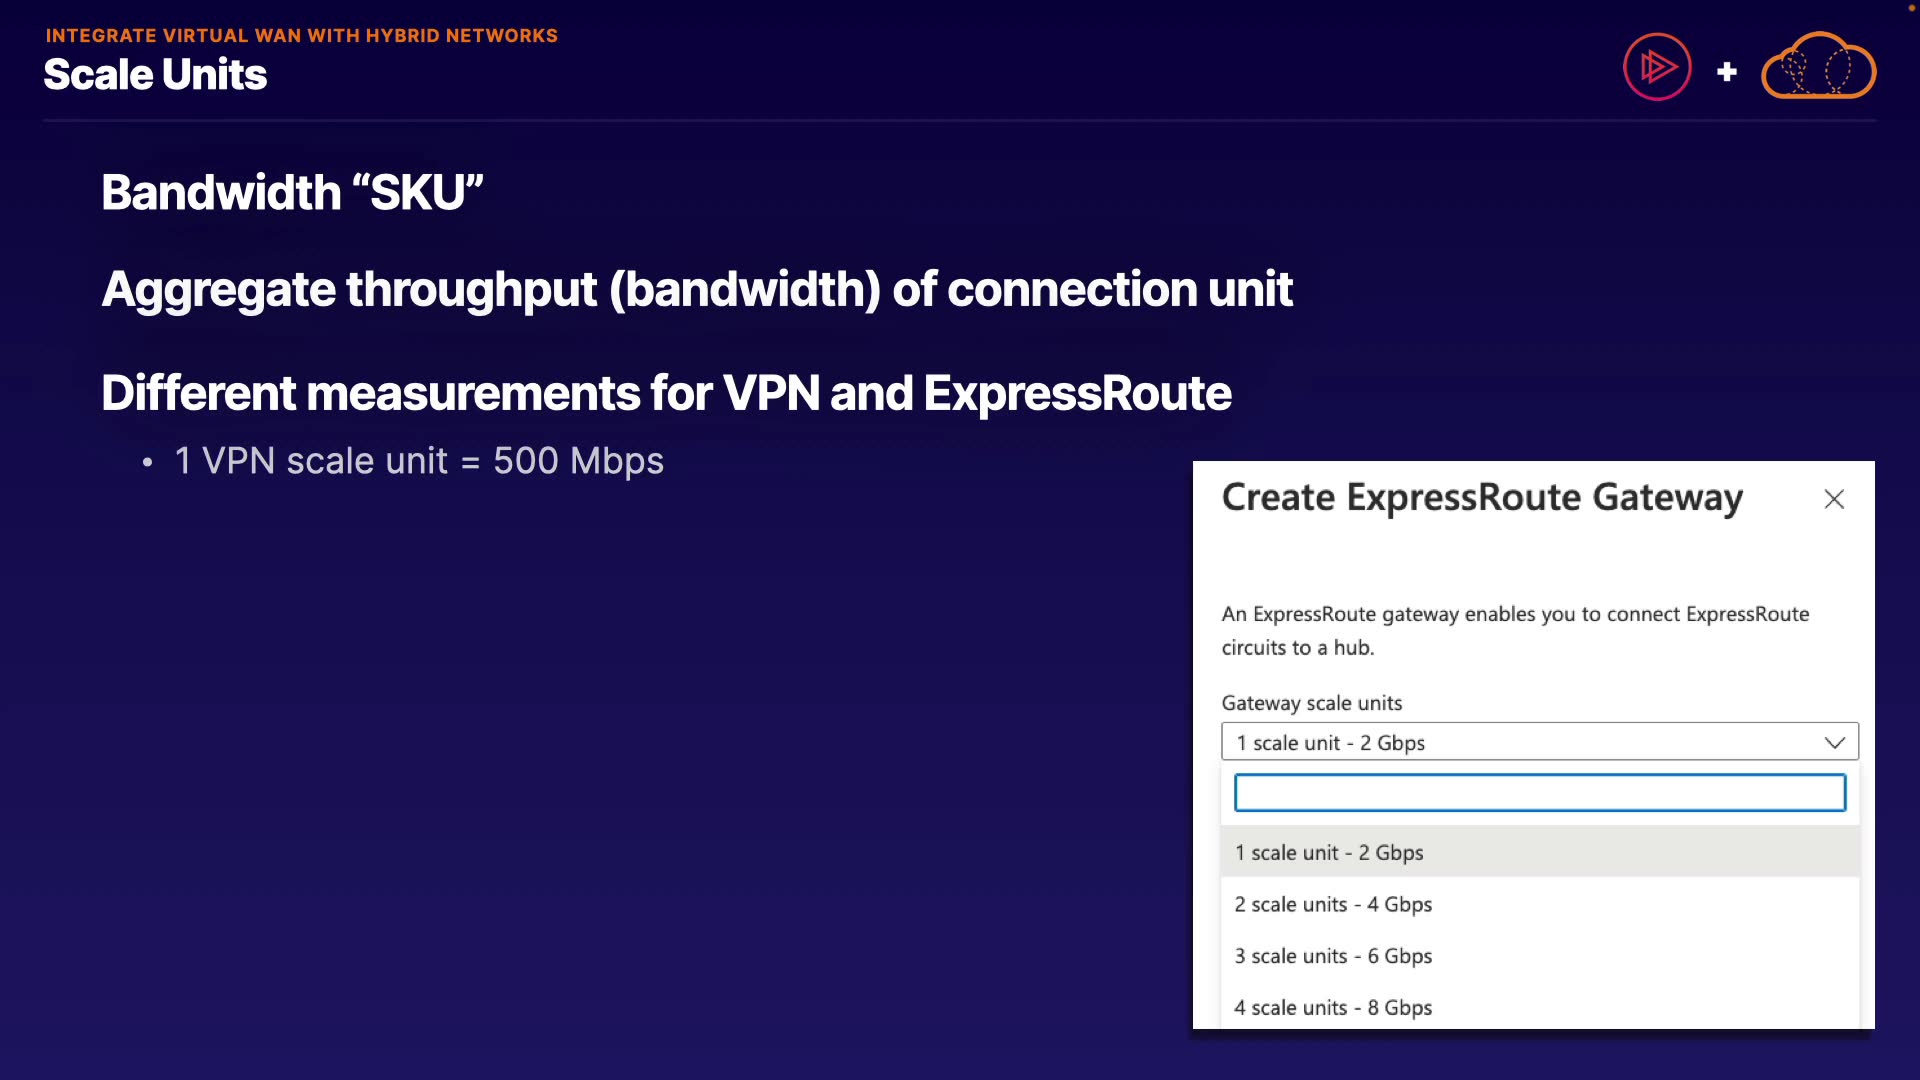 INTEGRATE VIRTUAL WAN WITH HYBRID NETWORKS
Scale Units
+
Bandwidth “SKU”
Aggregate throughput (bandwidth) of connection unit
Different measurements for VPN and ExpressRoute
• 1 VPN scale unit = 500 Mbps
Create ExpressRoute Gateway
An ExpressRoute gateway enables you to connect ExpressRoute
circuits to a hub.
Gateway scale units
1 scale unit - 2 Gbps
1 scale unit - 2 Gbps
2 scale units - 4 Gbps
3 scale units - 6 Gbps
4 scale units - 8 Gbps